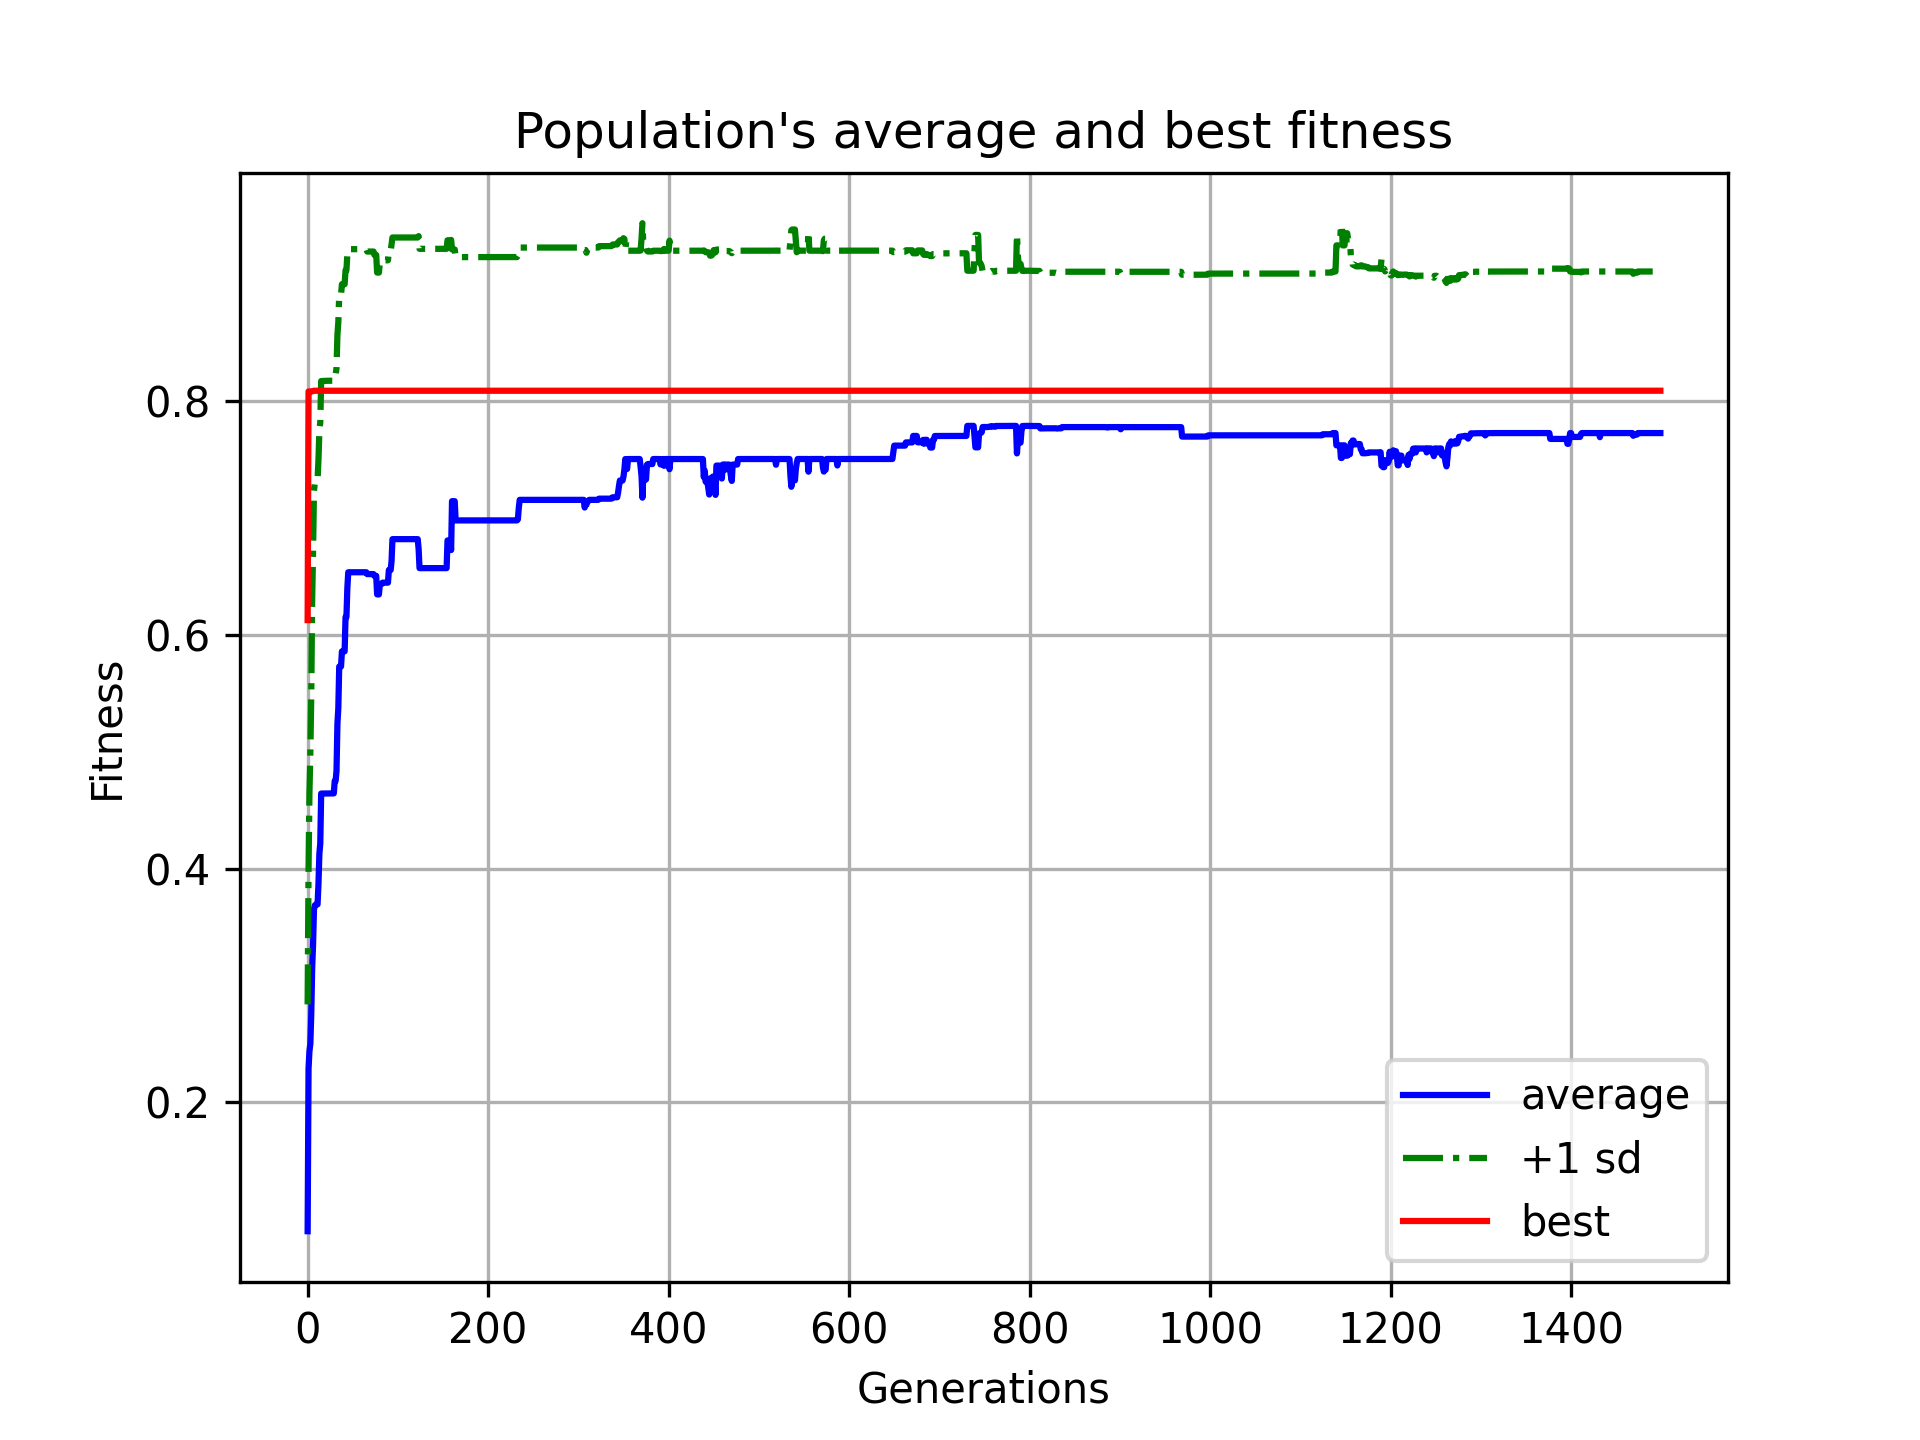 Population's average and best fitness
Fitness
0.8
0.6
0.4
0.2
0 200 400 600 800 1000 1200 1400
Generations
average
+1 sd
best